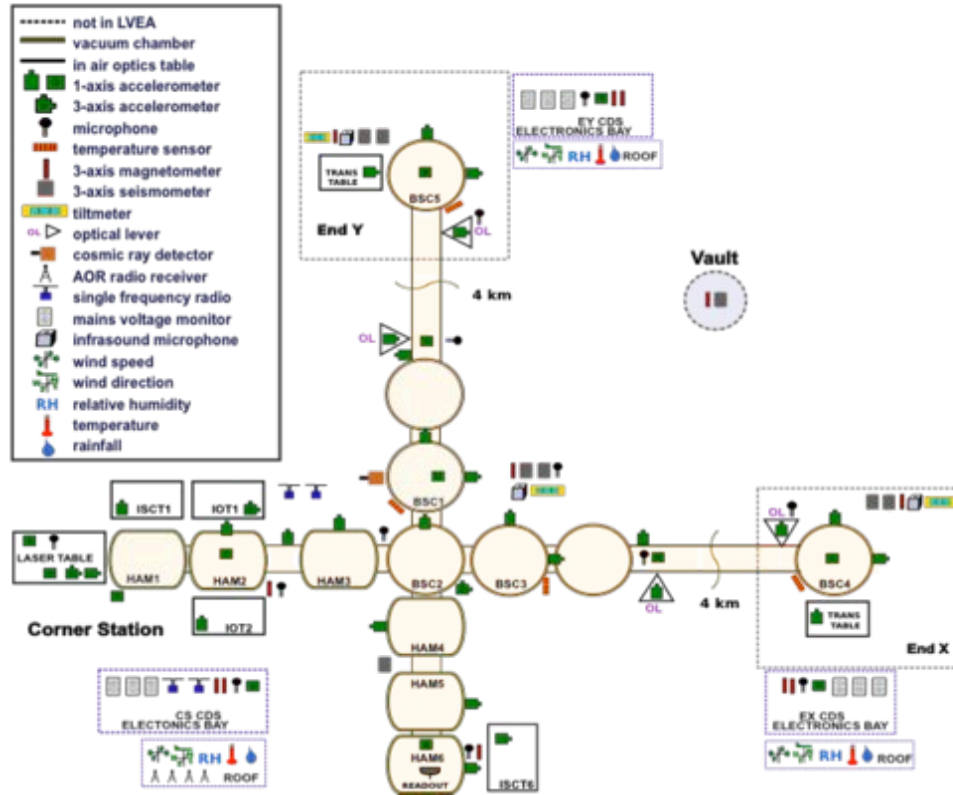 not in LVEA
vacuum chamber
in air optics table
1-axis accelerometer
3-axis accelerometer
microphone
temperature sensor
3-axis magnetometer
3-axis seismometer
tiltmeter
OL optical lever
cosmic ray detector
AOR radio receiver
single frequency radio
mains voltage monitor
infrasound microphone
wind speed
wind direction
RH relative humidity
temperature
rainfall
EY CDS
ELECTRONICS BAY
RH ROOF
TRANS
TABLE
BSC5
End Y
OL
4 km
Vault
OL
BSC1
ISCT1
IOT1
LASER TABLE
HAM1
HAM2
HAM3
BSC2
BSC3
OL
BSC4
OL
4 km
TRANS
TABLE
End X
Corner Station
IOT2
HAM4
HAM5
HAM6
READOUT
ISCT6
CS CDS
ELECTONICS BAY
RH
ROOF
EX CDS
ELECTRONICS BAY
RH ROOF